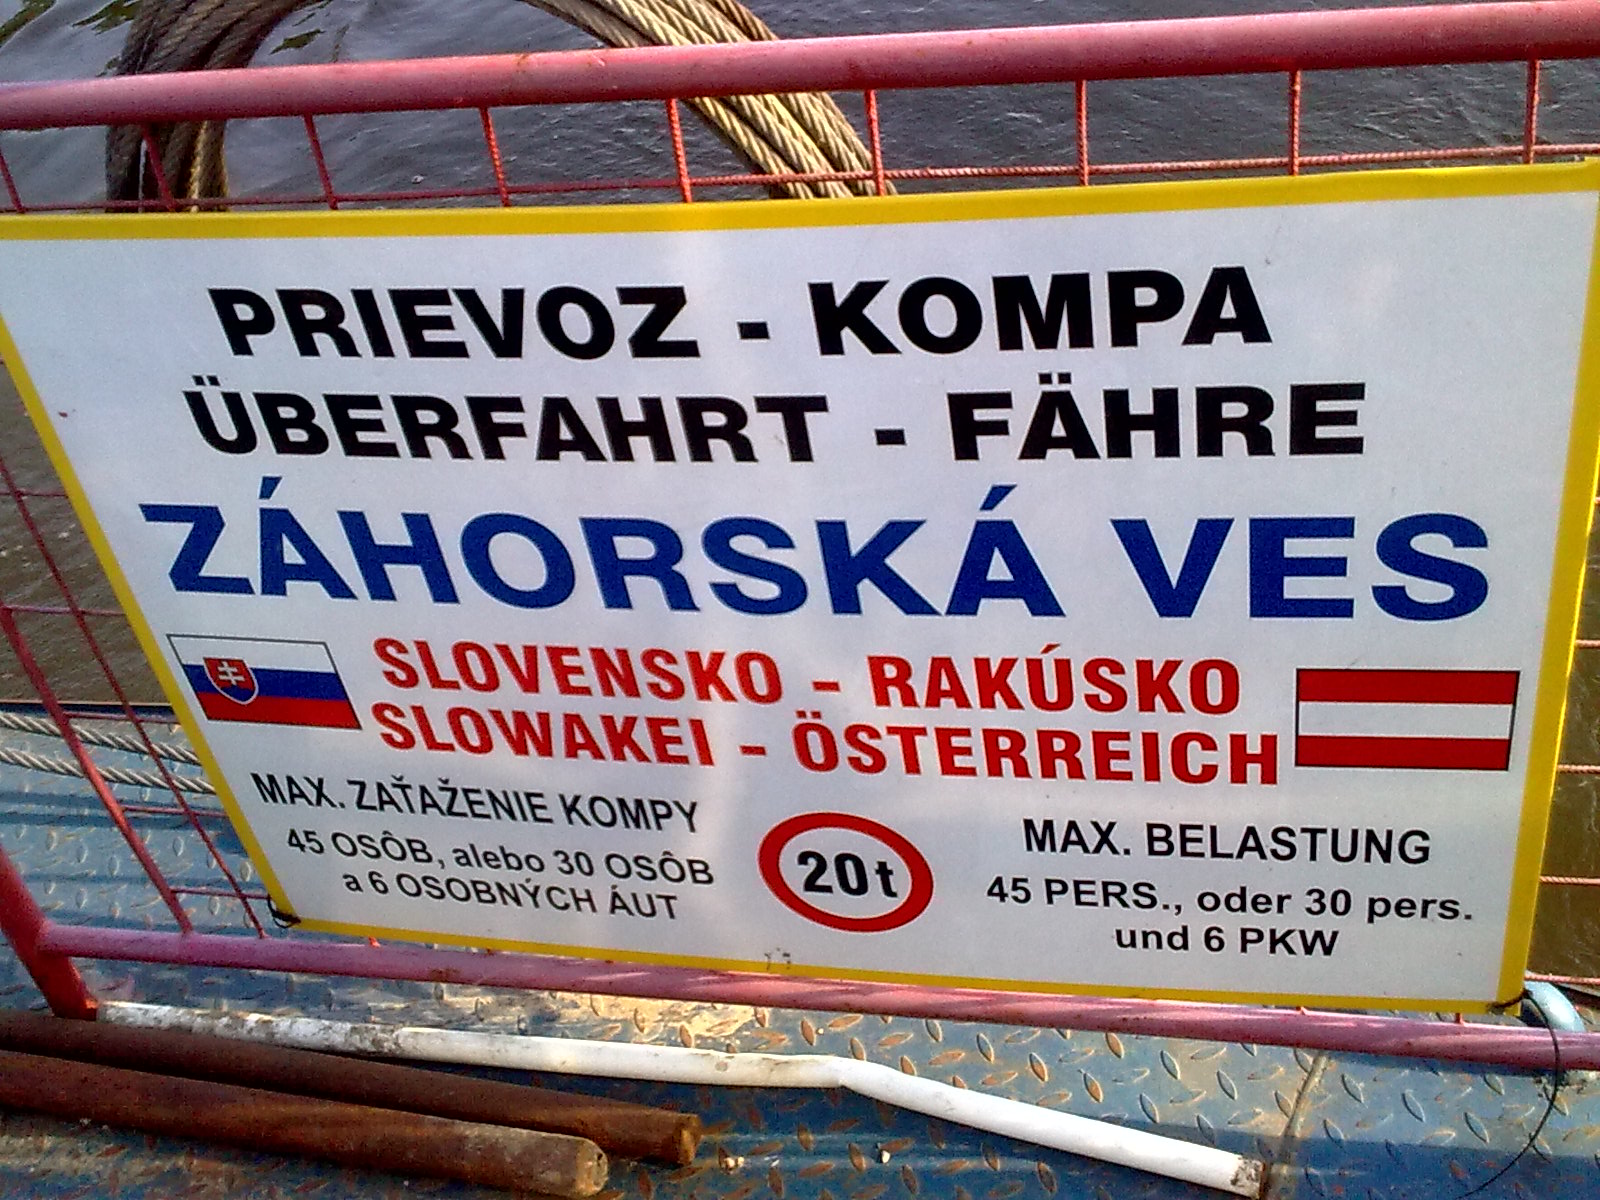 PRIEVOZ - KOMPA
ÜBERFAHRT - FÄHRE
ZÁHORSKÁ VES
SLOVENSKO - RAKÚSKO
SLOWAKEI - ÖSTERREICH
MAX. ZAŤAŽENIE KOMPY
45 OSÔB, alebo 30 OSÔB
a 6 OSOBNÝCH ÁUT
20t
MAX. BELASTUNG
45 PERS., oder 30 pers.
und 6 PKW